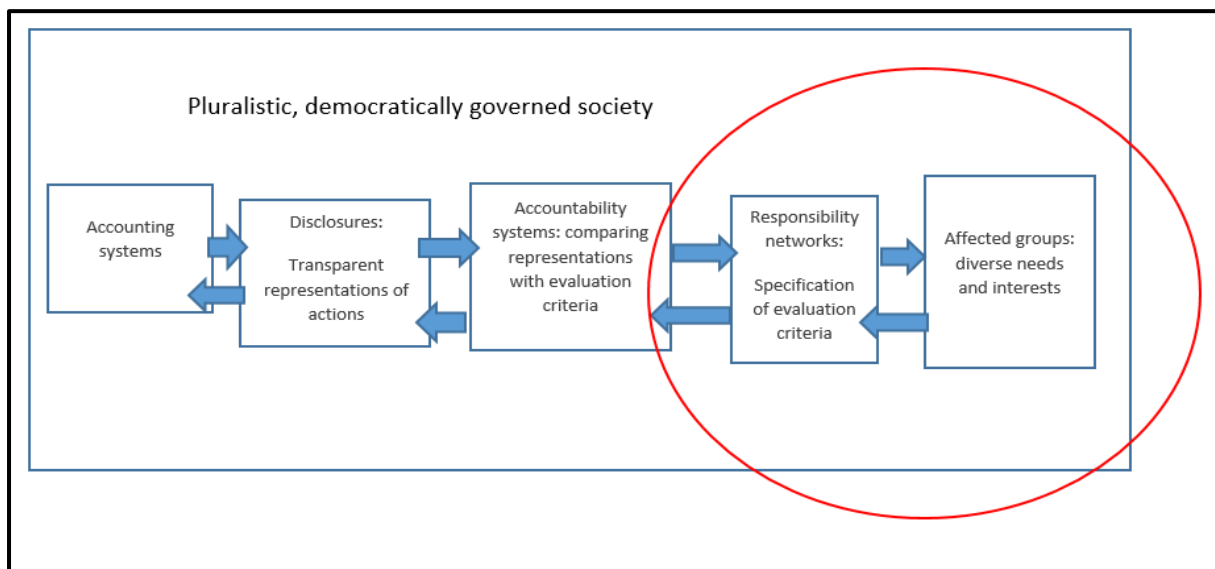 Pluralistic, democratically governed society
Accounting
systems
Disclosures:
Transparent
representations of
actions
Accountability
systems: comparing
representations
with evaluation
criteria
Responsibility
networks:
Specification
of evaluation
criteria
Affected groups:
diverse needs
and interests